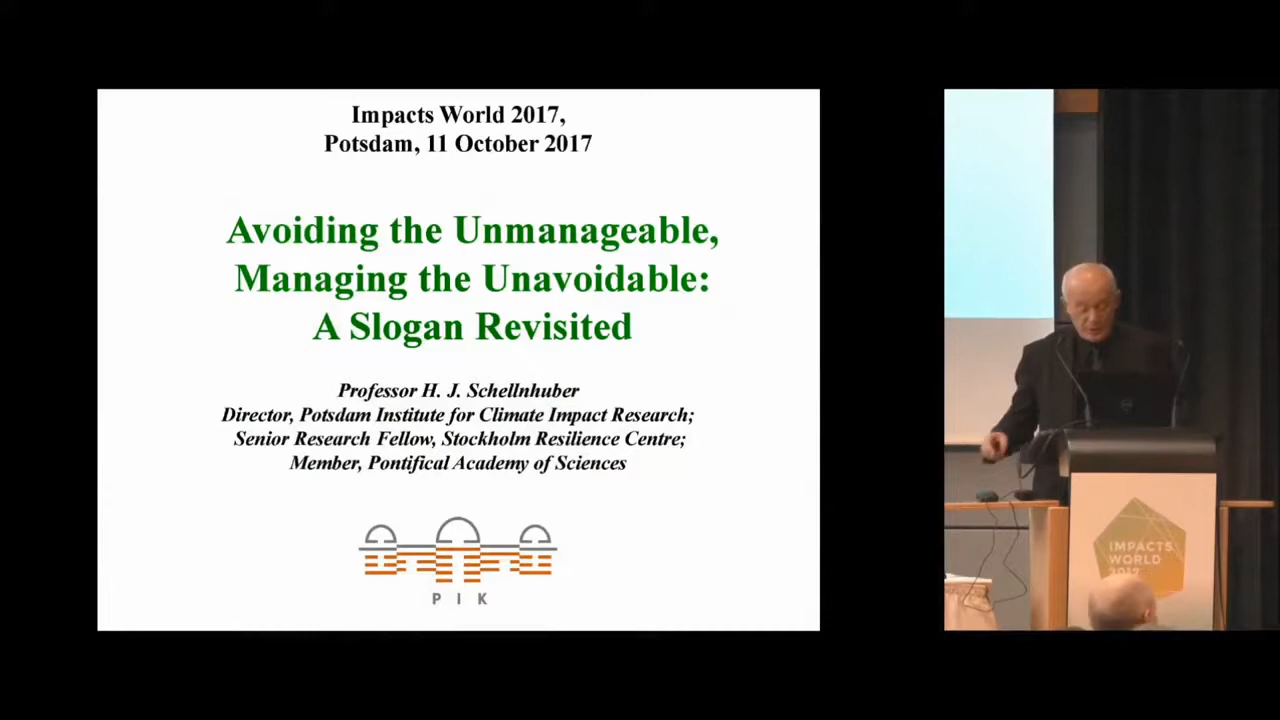 Impacts World 2017,
Potsdam, 11 October 2017
Avoiding the Unmanageable,
Managing the Unavoidable:
A Slogan Revisited
Professor H. J. Schellnhuber
Director, Potsdam Institute for Climate Impact Research;
Senior Research Fellow, Stockholm Resilience Centre;
Member, Pontifical Academy of Sciences
P I K
IMPACTS
WORLD
2017